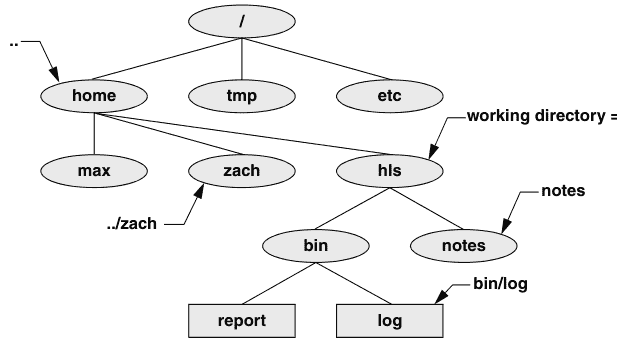 /
..
home
tmp
etc
working directory =
max
zach
hls
notes
../zach
bin
notes
bin/log
report
log